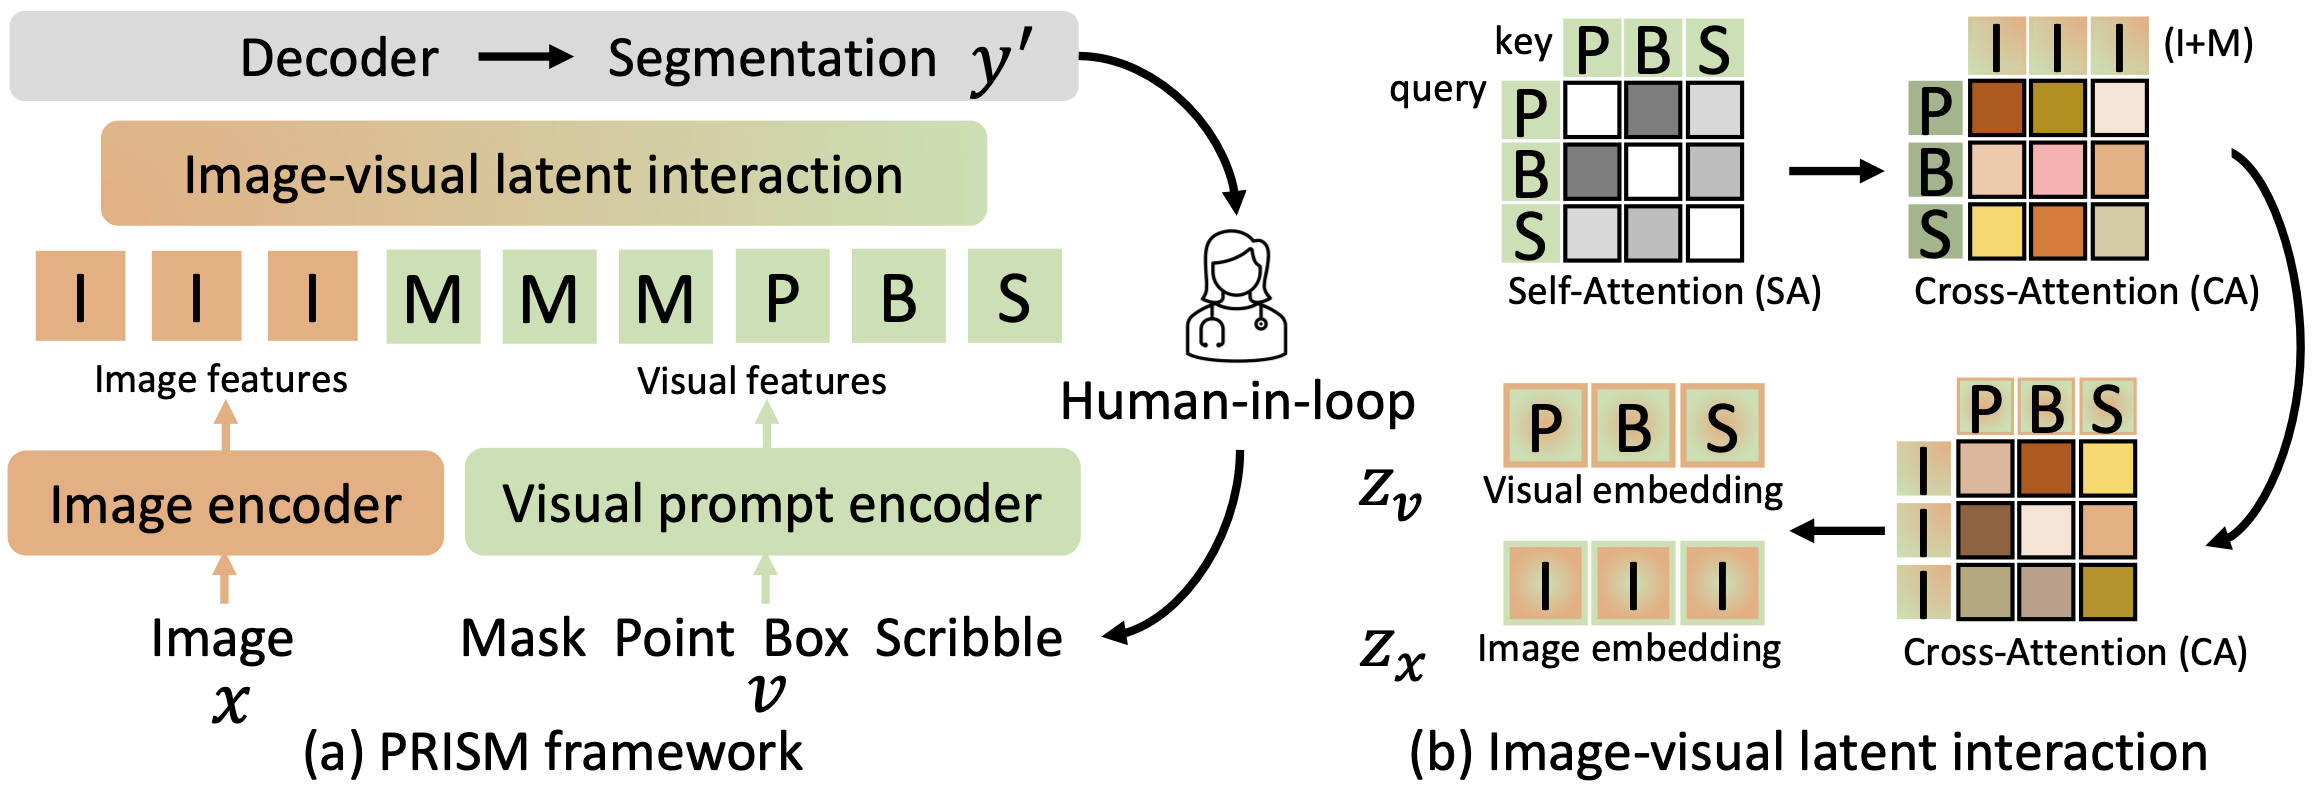 Decoder → Segmentation y′
Image-visual latent interaction
I I I M M M P B S
Image features
Visual features
Image encoder
Visual prompt encoder
Image
x
Mask Point Box Scribble
v
Human-in-loop
(a) PRISM framework
key P B S
query
P
B
S
Self-Attention (SA)
I I I (I+M)
P
B
S
Cross-Attention (CA)
P B S
I
I
I
Cross-Attention (CA)
P B S
Z_v Visual embedding
I I I
Z_x Image embedding
(b) Image-visual latent interaction